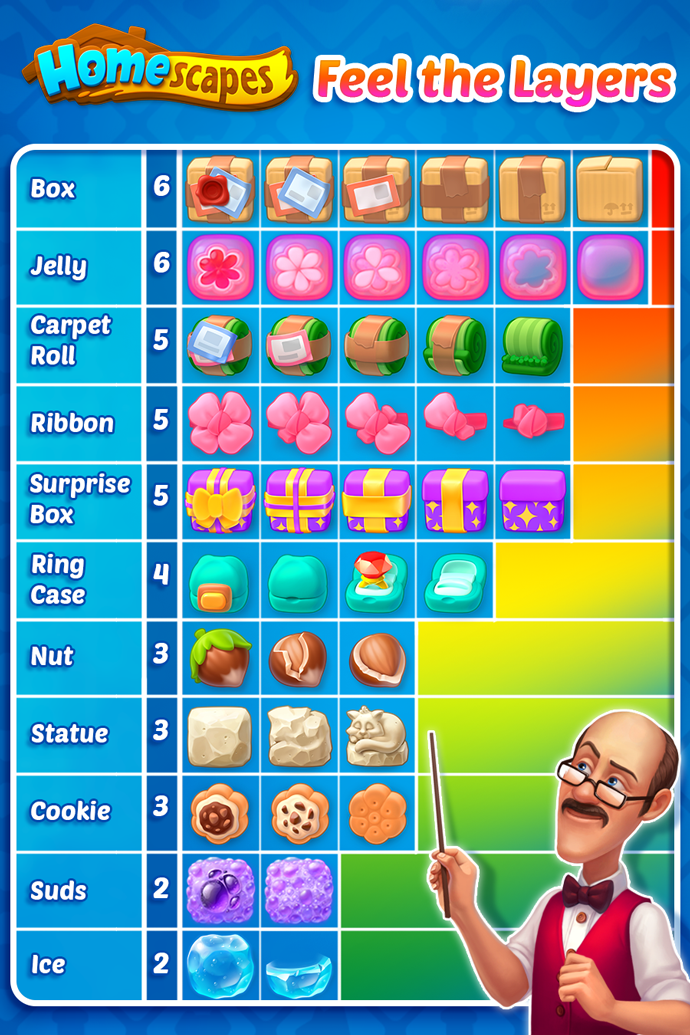 Homescapes
Feel the Layers
Box 6
Jelly 6
Carpet
Roll 5
Ribbon 5
Surprise
Box 5
Ring
Case 4
Nut 3
Statue 3
Cookie 3
Suds 2
Ice 2